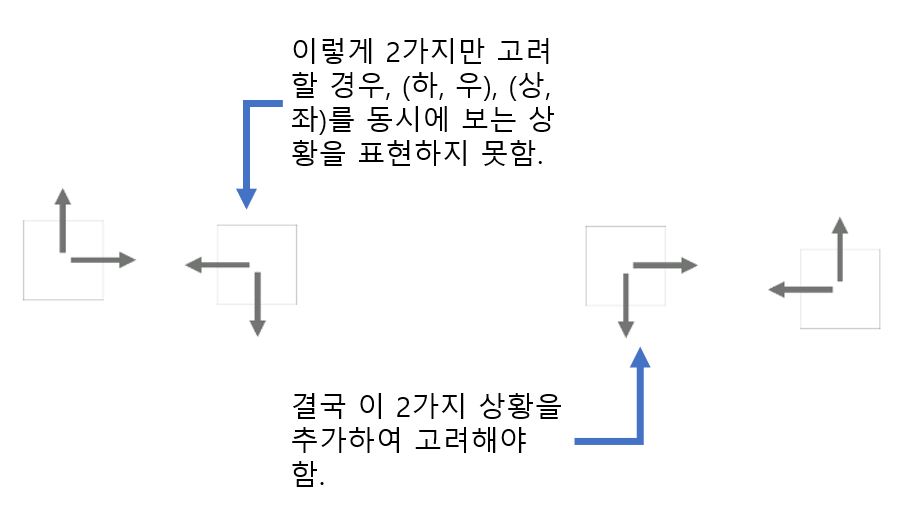 이렇게 2가지만 고려
할 경우, (하, 우), (상,
좌)를 동시에 보는 상
황을 표현하지 못함.
결국 이 2가지 상황을
추가하여 고려해야
함.